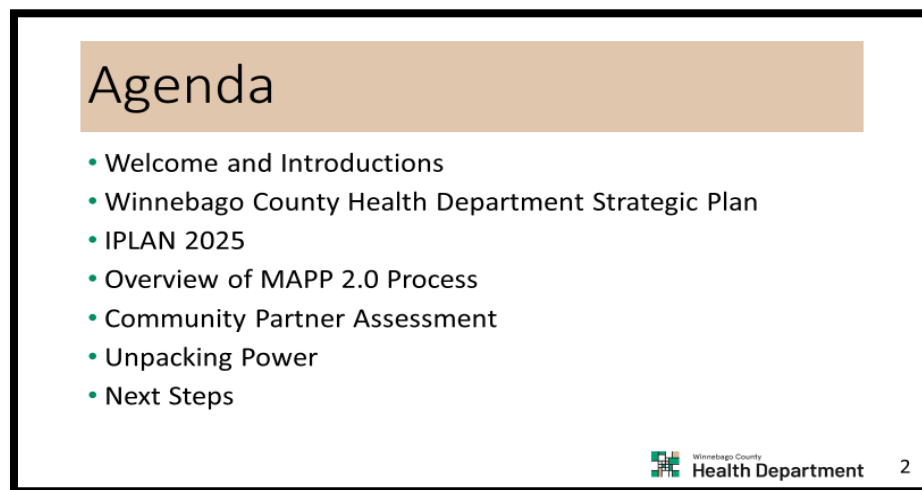 Agenda
• Welcome and Introductions
• Winnebago County Health Department Strategic Plan
• IPLAN 2025
• Overview of MAPP 2.0 Process
• Community Partner Assessment
• Unpacking Power
• Next Steps
Winnebago County
Health Department
2